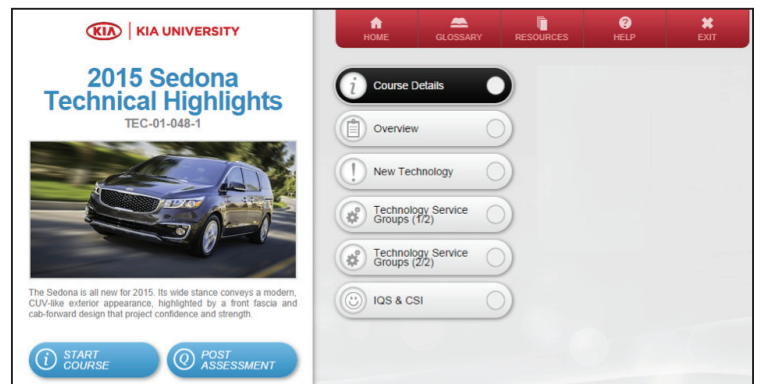 KIA KIA UNIVERSITY
HOME
GLOSSARY
RESOURCES
HELP
EXIT
2015 Sedona
Technical Highlights
TEC-01-048-1
The Sedona is all new for 2015. Its wide stance conveys a modern,
CUV-like exterior appearance, highlighted by a front fascia and
cab-forward design that project confidence and strength.
START
COURSE
POST
ASSESSMENT
Course Details
Overview
New Technology
Technology Service
Groups (1/2)
Technology Service
Groups (2/2)
IQS & CSI